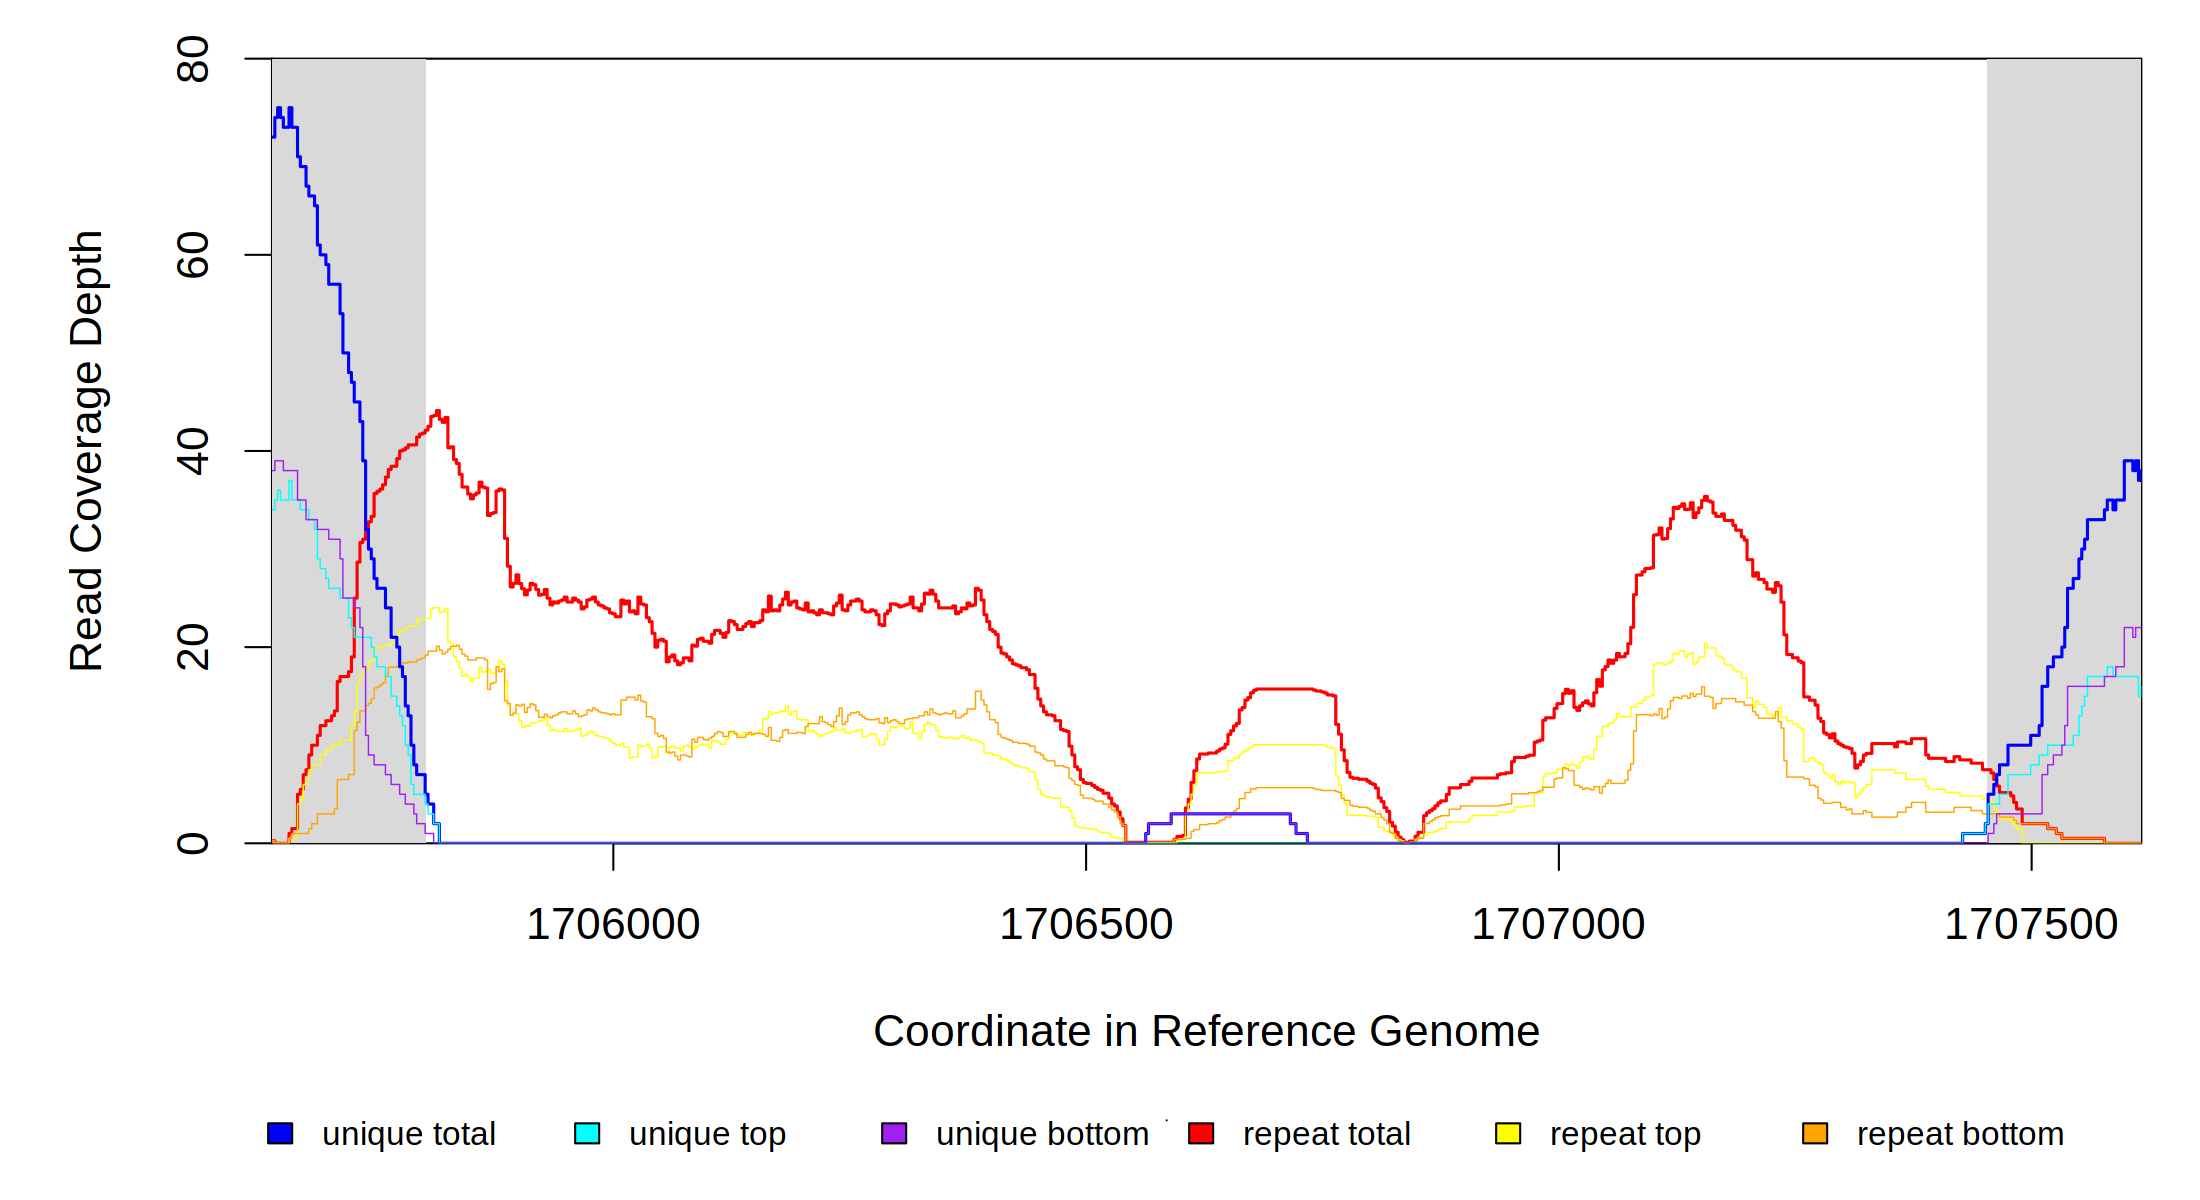 80
60
40
20
0
Read Coverage Depth
1706000 1706500 1707000 1707500
Coordinate in Reference Genome
unique total unique top unique bottom repeat total repeat top repeat bottom